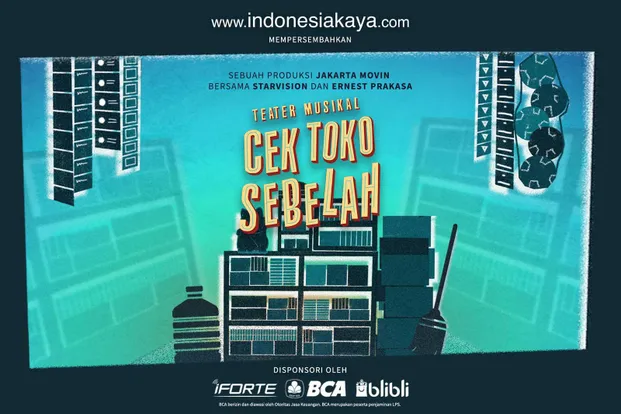 www.indonesiakaya.com
MEMPERSEMBAHKAN
SEBUAH PRODUKSI JAKARTA MOVIN
BERSAMA STARVISION DAN ERNEST PRAKASA
TEATER MUSIKAL
CEK TOKO
SEBELAH
DISPONSORI OLEH
iFORTE BCA blibli
BCA berizin dan diawasi oleh Otoritas Jasa Keuangan. BCA merupakan peserta penjaminan LPS.